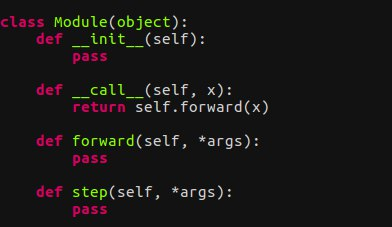 class Module(object):
    def __init__(self):
        pass

    def __call__(self, x):
        return self.forward(x)

    def forward(self, *args):
        pass

    def step(self, *args):
        pass